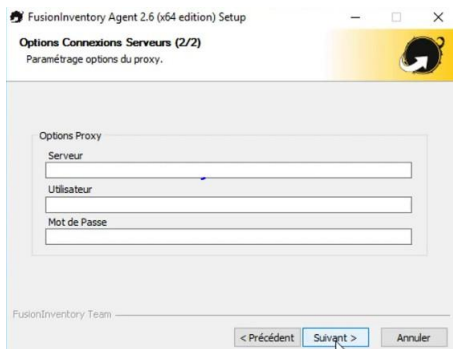 FusionInventory Agent 2.6 (x64 edition) Setup
Options Connexions Serveurs (2/2)
Paramétrage options du proxy.
Options Proxy
Serveur
Utilisateur
Mot de Passe
FusionInventory Team
< Précédent Suivant > Annuler